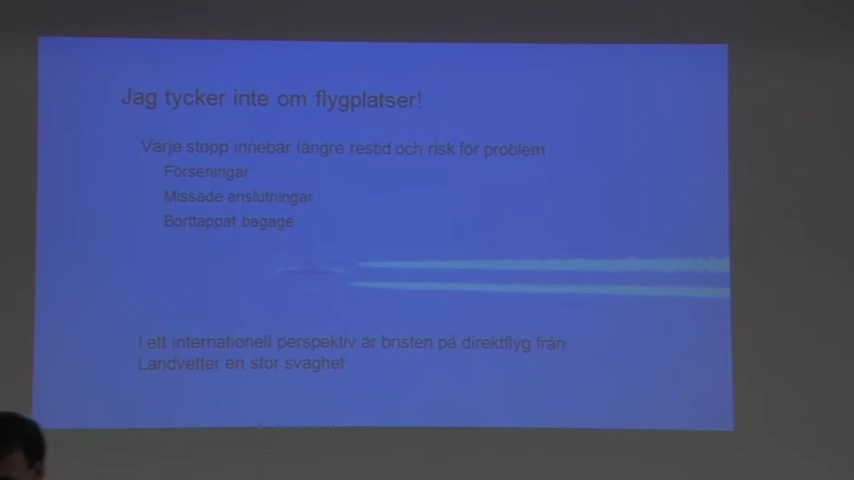 Jag tycker inte om flygplatser!
Varje stopp innebär längre restid och risk för problem
Förseningar
Missade anslutningar
Borttappat bagage
I ett internationell perspektiv är bristen på direktflyg från
Landvetter en stor svaghet